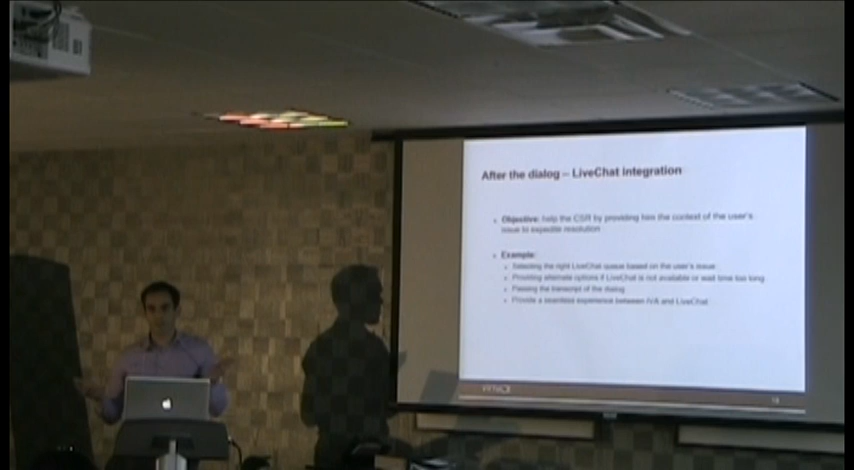 After the dialog – LiveChat integration
Objective: help the CSR by providing him the context of the user's
issue to expedite resolution
Example:
Selecting the right LiveChat queue based on the user's issue
Providing alternate options if LiveChat is not available or wait time too long
Passing the transcript of the dialog
Provide a seamless experience between IVA and LiveChat